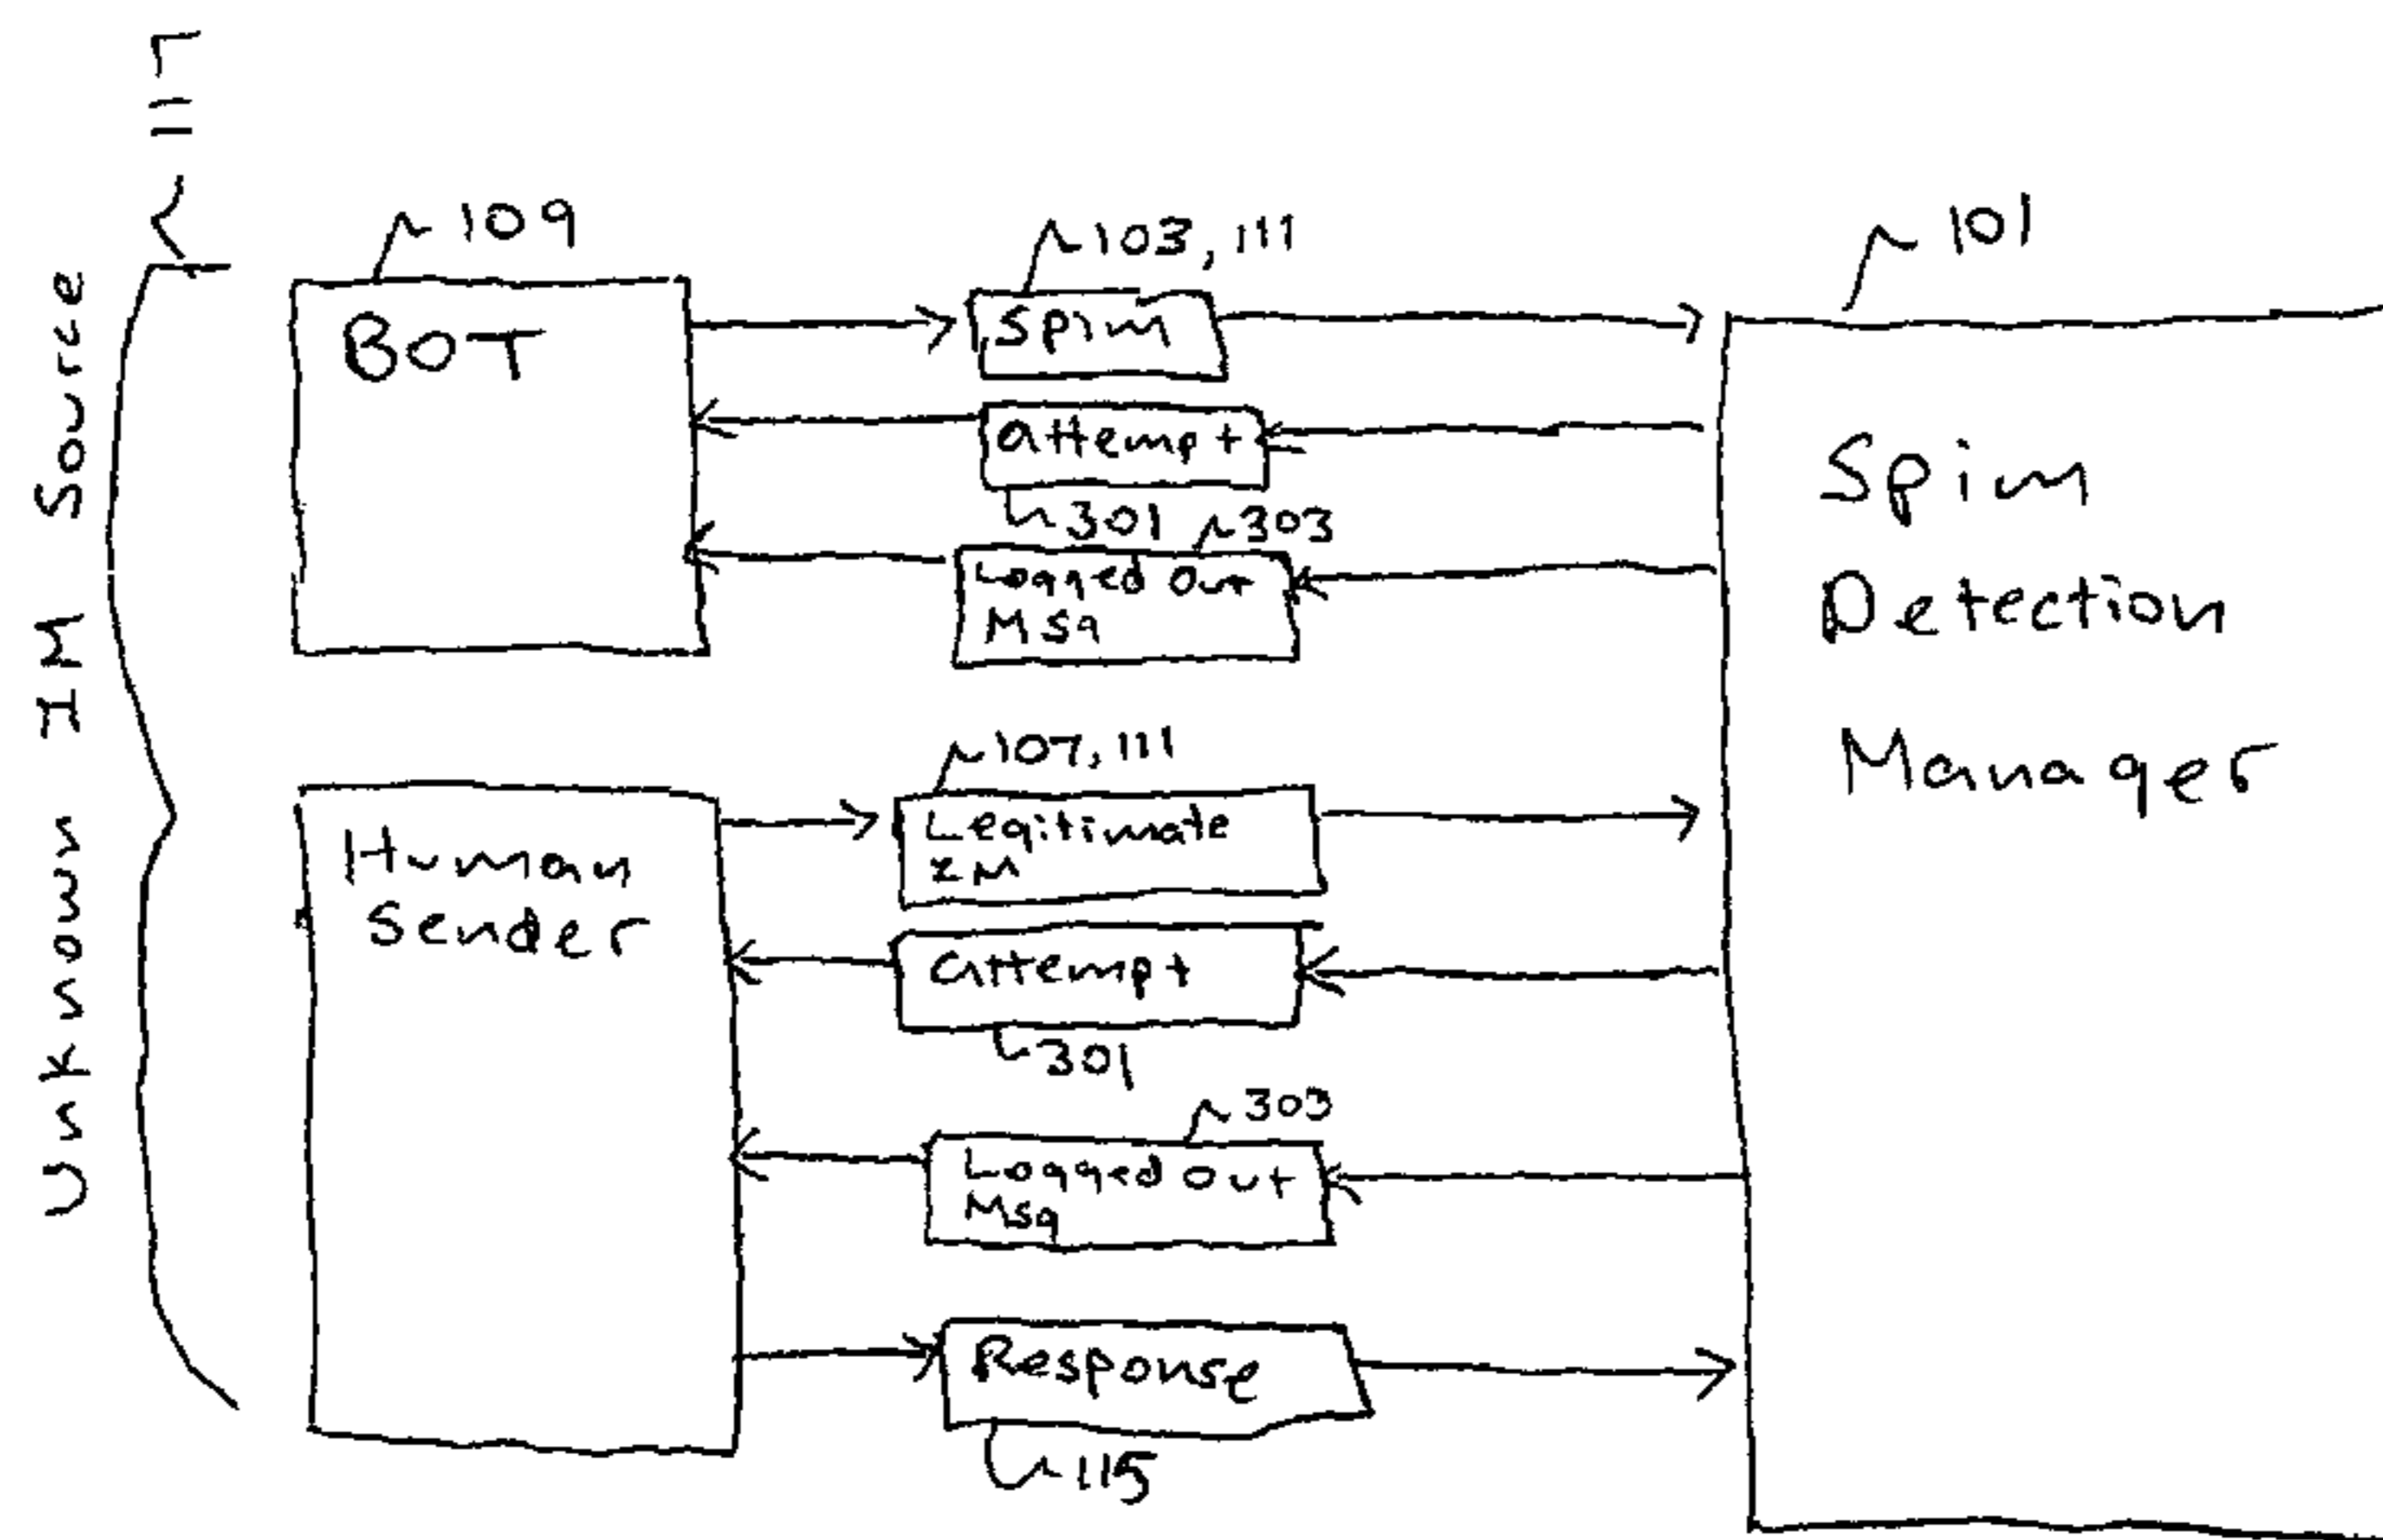 117
Unknown IM Source
109
BOT
103, 111
Spim
attempt
301
303
Logged Out
Msg
101
Spim
Detection
Manager
Human
Sender
107, 111
Legitimate
IM
attempt
301
303
Logged Out
Msg
Response
115